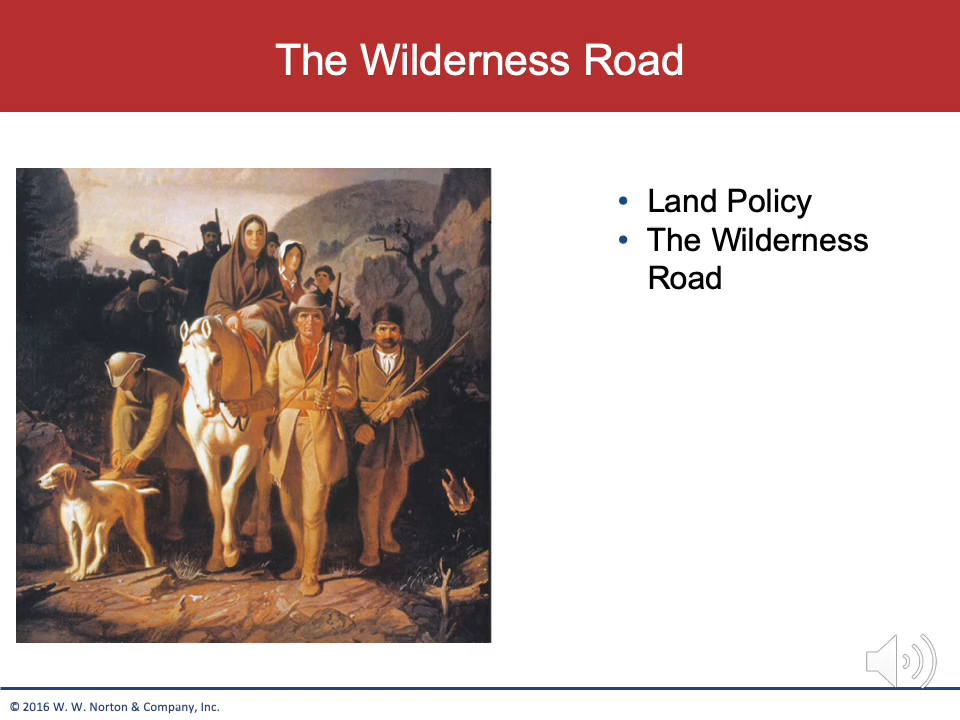 The Wilderness Road
• Land Policy
• The Wilderness
Road
© 2016 W. W. Norton & Company, Inc.